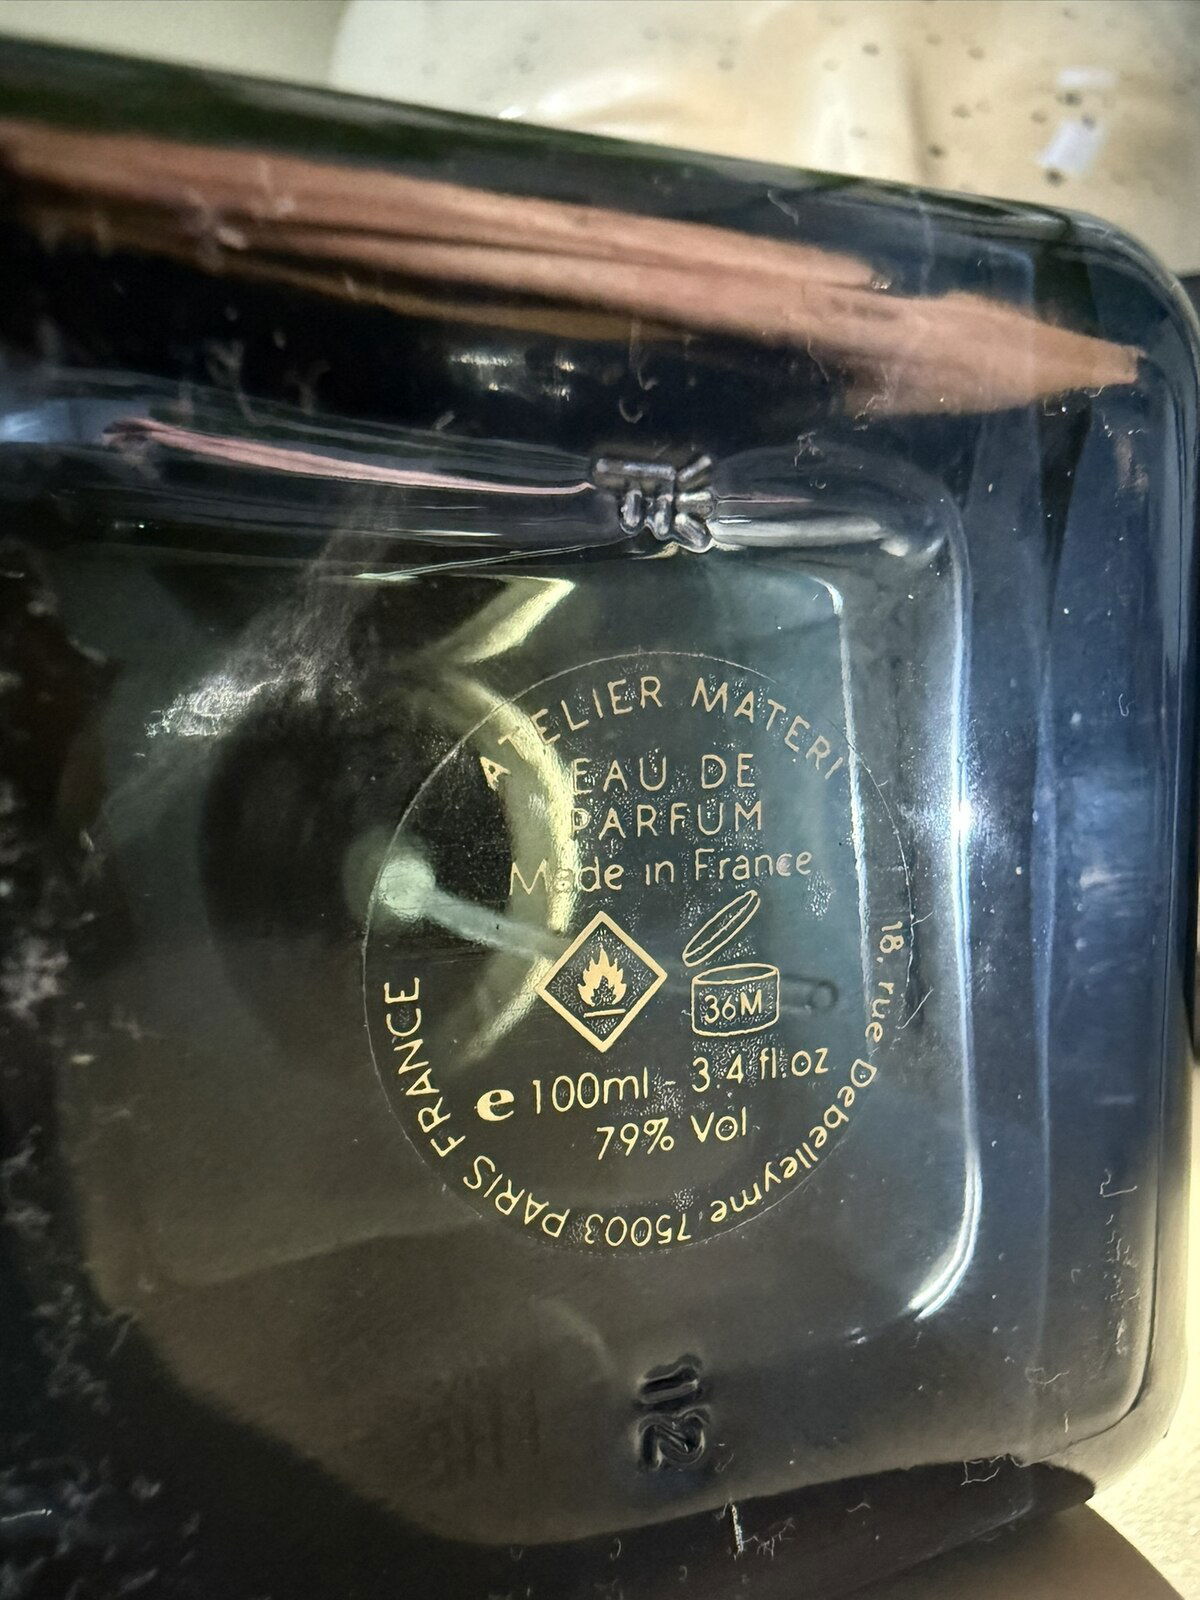 ATELIER MATERI
EAU DE
PARFUM
Made in France
36M
e 100ml - 3.4 fl.oz
79% Vol
18, rue Debelleyme 75003 PARIS FRANCE